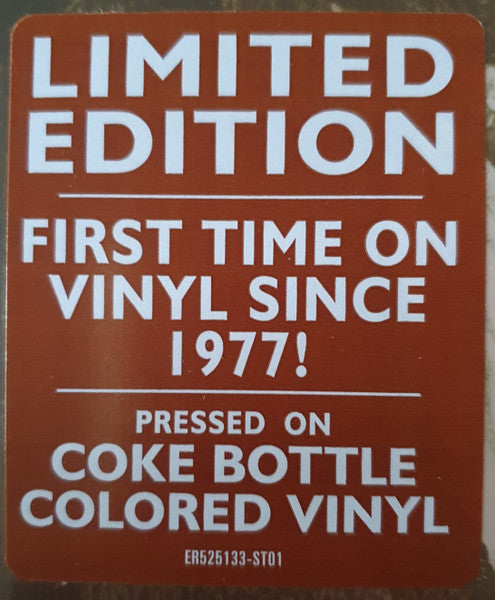 LIMITED
EDITION
FIRST TIME ON
VINYL SINCE
1977!
PRESSED ON
COKE BOTTLE
COLORED VINYL
ER525133-ST01